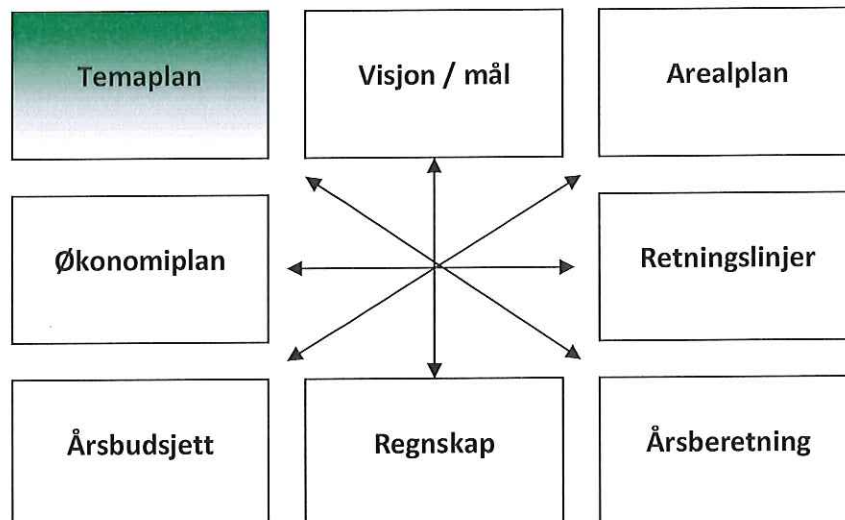 Temaplan
Visjon / mål
Arealplan
Økonomiplan
Retningslinjer
Årsbudsjett
Regnskap
Årsberetning